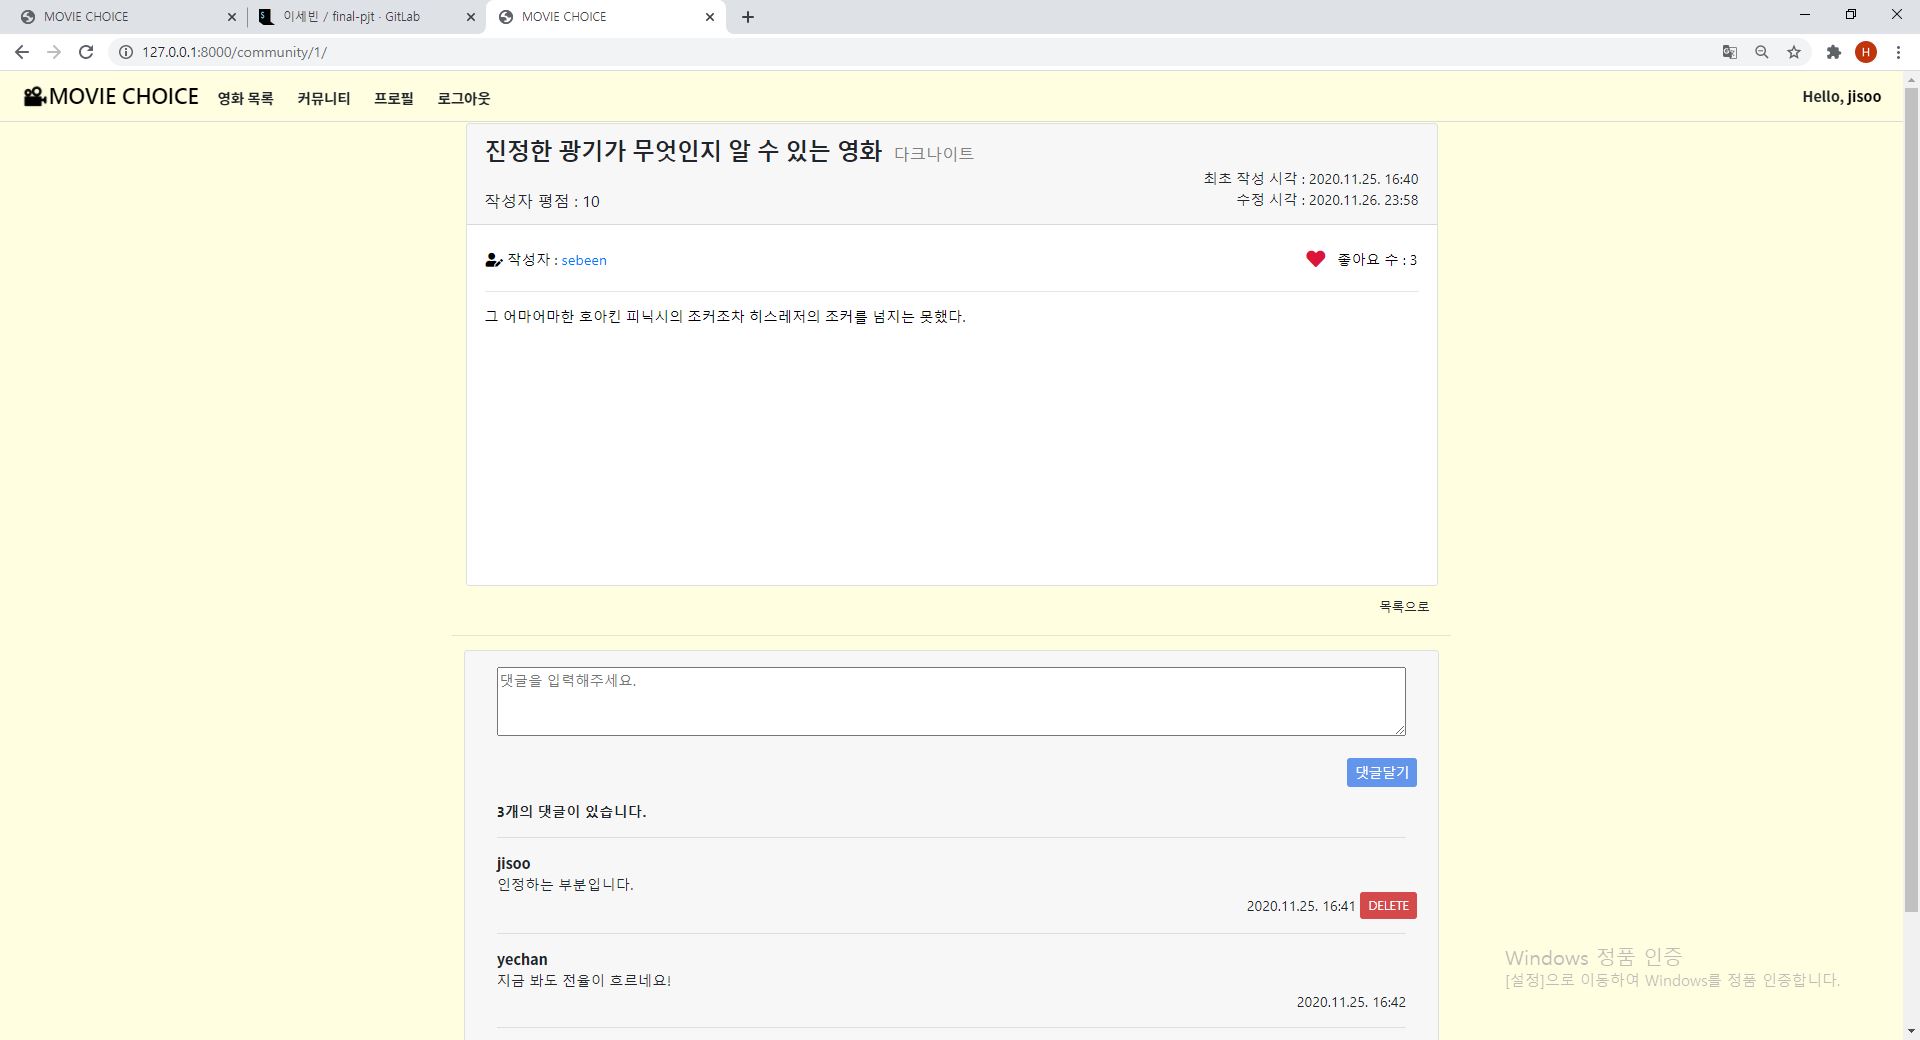 MOVIE CHOICE
이세빈 / final-pjt · GitLab
MOVIE CHOICE
127.0.0.1:8000/community/1/
H
MOVIE CHOICE 영화 목록 커뮤니티 프로필 로그아웃 Hello, jisoo
진정한 광기가 무엇인지 알 수 있는 영화 다크나이트
최초 작성 시각 : 2020.11.25. 16:40
작성자 평점 : 10
수정 시각 : 2020.11.26. 23:58
작성자 : sebeen 좋아요 수 : 3
그 어마어마한 호아킨 피닉시의 조커조차 히스레저의 조커를 넘지는 못했다.
목록으로
댓글을 입력해주세요.
댓글달기
3개의 댓글이 있습니다.
jisoo
인정하는 부분입니다.
2020.11.25. 16:41 DELETE
yechan
지금 봐도 전율이 흐르네요!
2020.11.25. 16:42
Windows 정품 인증
[설정]으로 이동하여 Windows를 정품 인증합니다.